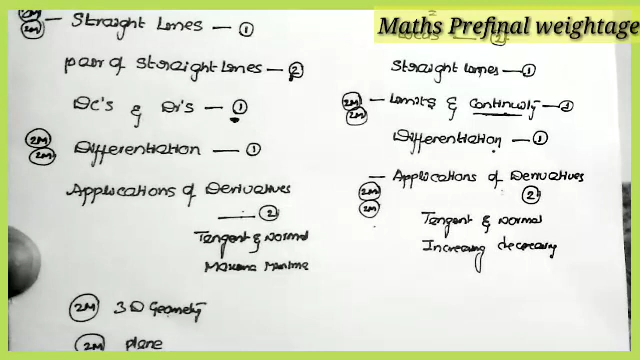 Maths Prefinal weightage
2M
2M Straight Lines — 1
pair of Straight lines — 2
DC's & Dr's — 1
2M
2M Differentiation — 1
Applications of Derivatives
— 2
Tangent & Normal
Maxima Minima
2M 3D Geometry
2M plane
Straight lines — 1
2M
2M — Limits & Continuity — 1
Differentiation — 1
— Applications of Derivatives
2M
2M 2
Tangent & Normal
Increasing decreasing